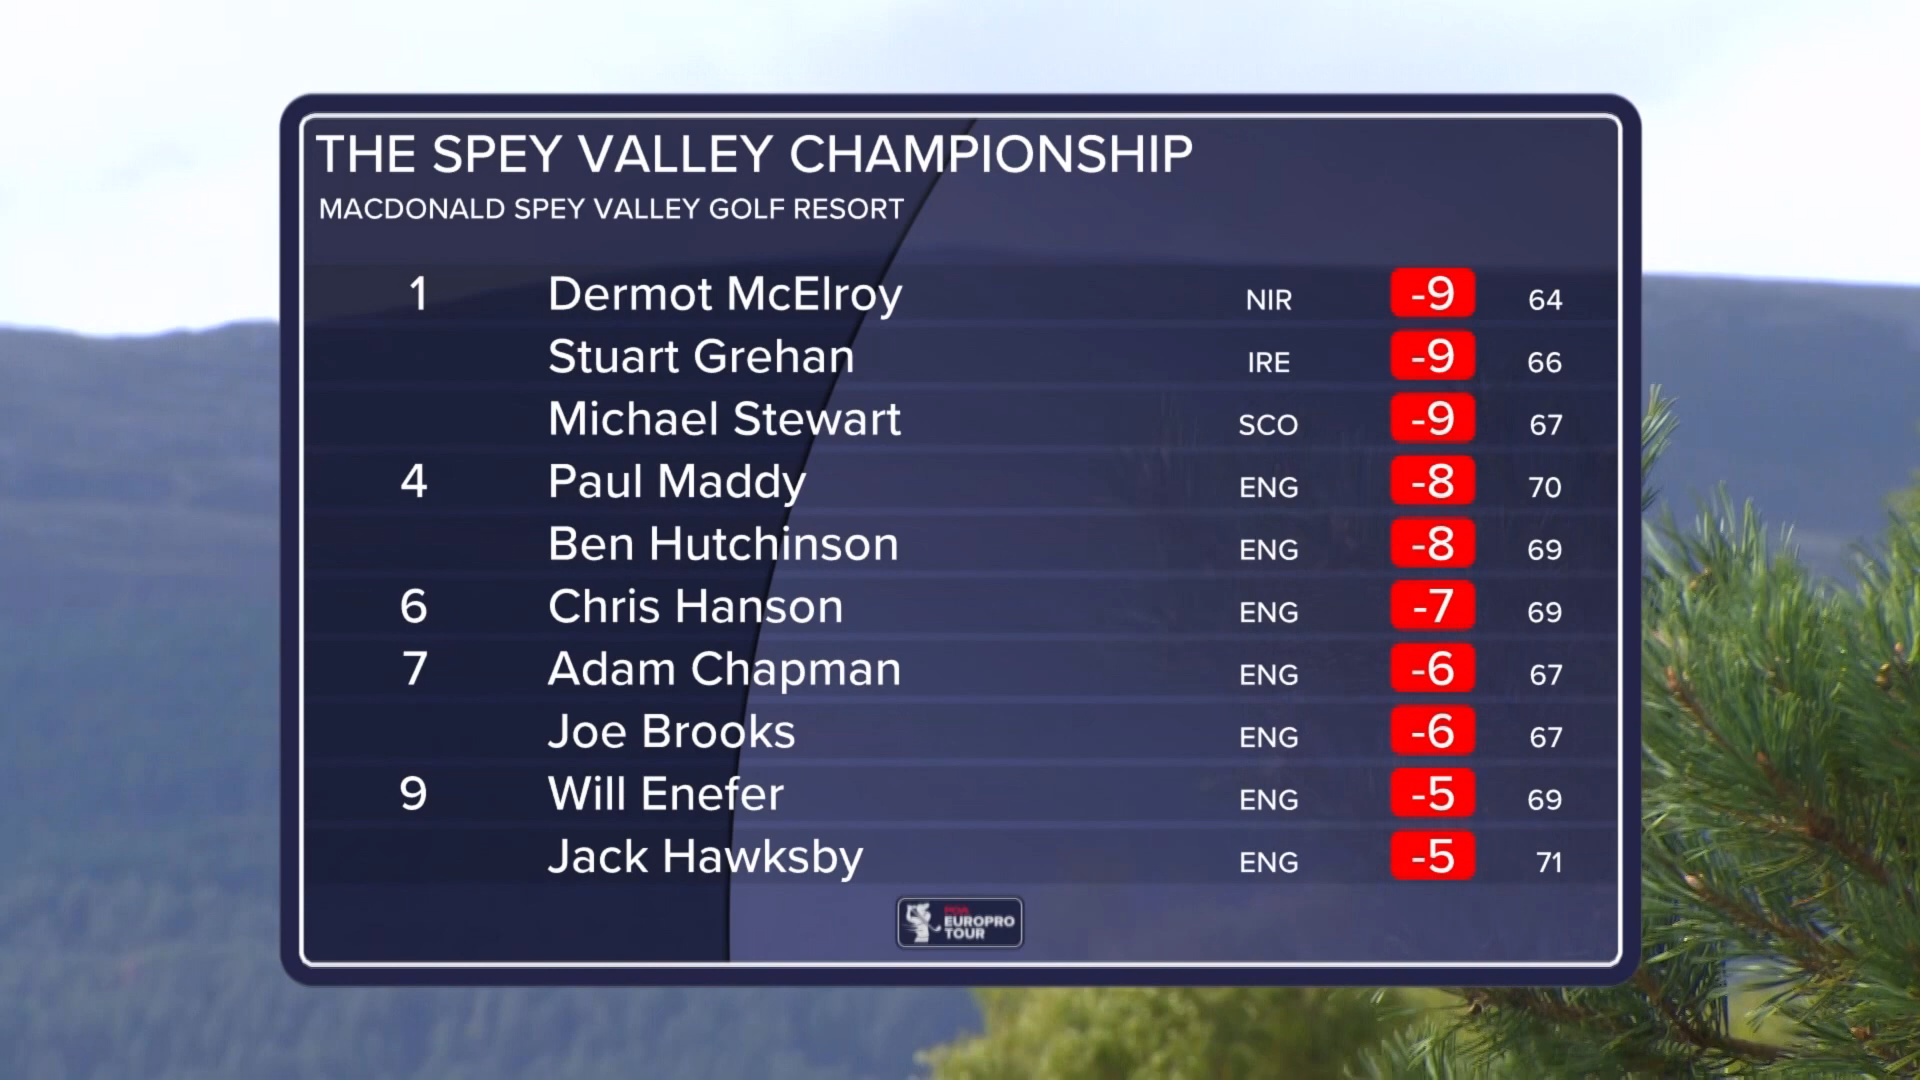 THE SPEY VALLEY CHAMPIONSHIP
MACDONALD SPEY VALLEY GOLF RESORT
1 Dermot McElroy NIR -9 64
Stuart Grehan IRE -9 66
Michael Stewart SCO -9 67
4 Paul Maddy ENG -8 70
Ben Hutchinson ENG -8 69
6 Chris Hanson ENG -7 69
7 Adam Chapman ENG -6 67
Joe Brooks ENG -6 67
9 Will Enefer ENG -5 69
Jack Hawksby ENG -5 71
PGA
EUROPRO
TOUR